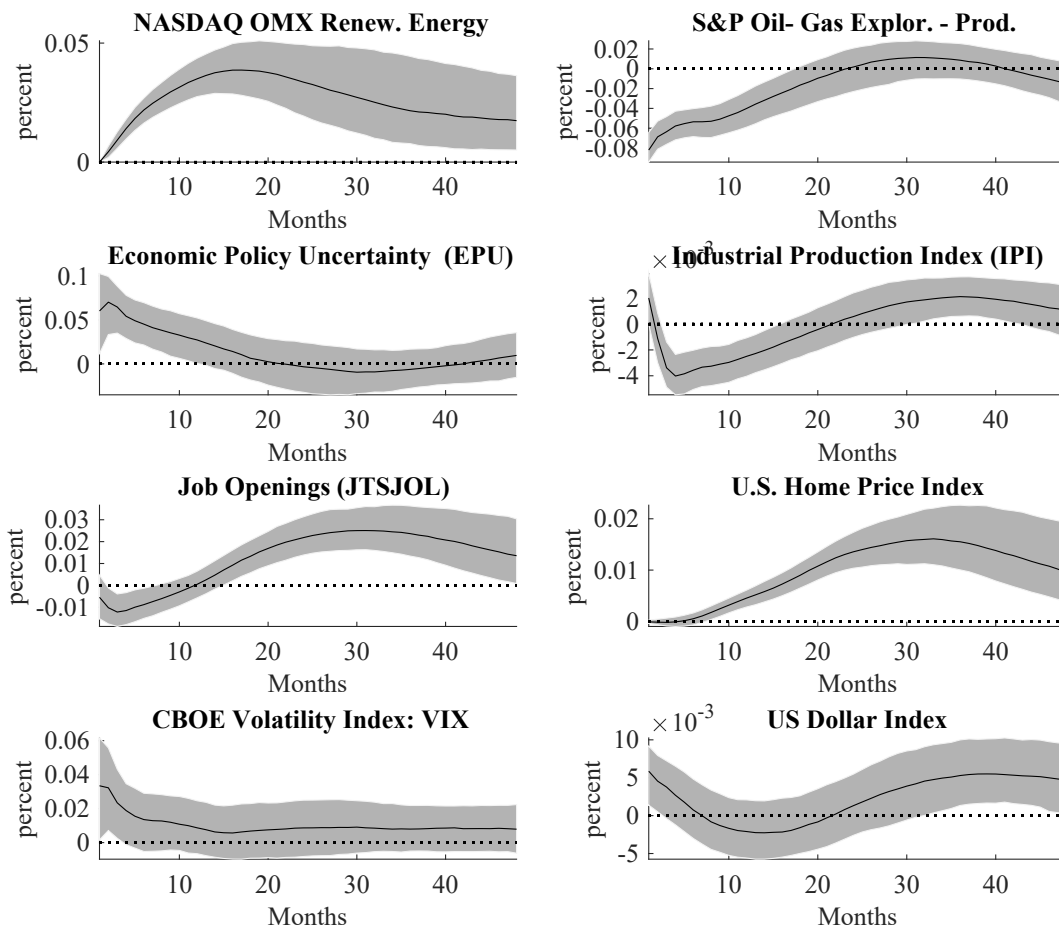 NASDAQ OMX Renew. Energy
0.05
0
percent
10 20 30 40
Months
S&P Oil- Gas Explor. - Prod.
0.02
0
-0.02
-0.04
-0.06
-0.08
percent
10 20 30 40
Months
Economic Policy Uncertainty (EPU)
0.1
0.05
0
percent
10 20 30 40
Months
×10-3
Industrial Production Index (IPI)
2
0
-2
-4
percent
10 20 30 40
Months
Job Openings (JTSJOL)
0.03
0.02
0.01
0
-0.01
percent
10 20 30 40
Months
U.S. Home Price Index
0.02
0.01
0
percent
10 20 30 40
Months
CBOE Volatility Index: VIX
0.06
0.04
0.02
0
percent
10 20 30 40
Months
×10-3
US Dollar Index
10
5
0
-5
percent
10 20 30 40
Months